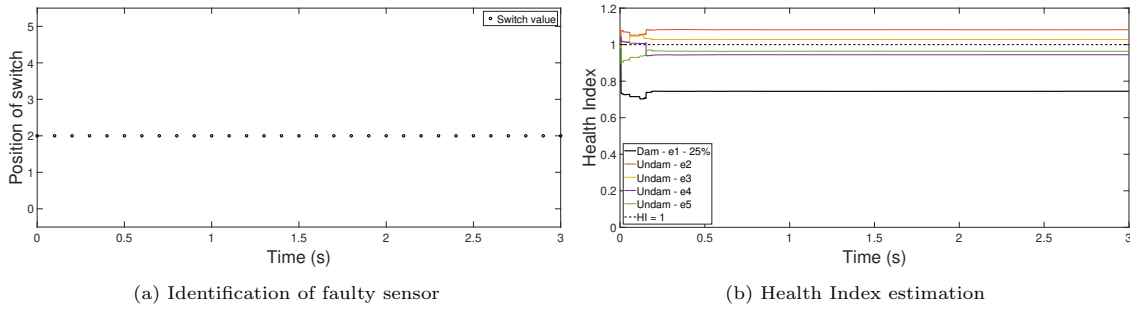 Switch value
5
4
3
2
1
0
Position of switch
0
0.5
1
1.5
2
2.5
3
Time (s)
(a) Identification of faulty sensor
1.2
1
0.8
0.6
0.4
0.2
0
Health Index
Dam - e1 - 25%
Undam - e2
Undam - e3
Undam - e4
Undam - e5
HI = 1
0
0.5
1
1.5
2
2.5
3
Time (s)
(b) Health Index estimation